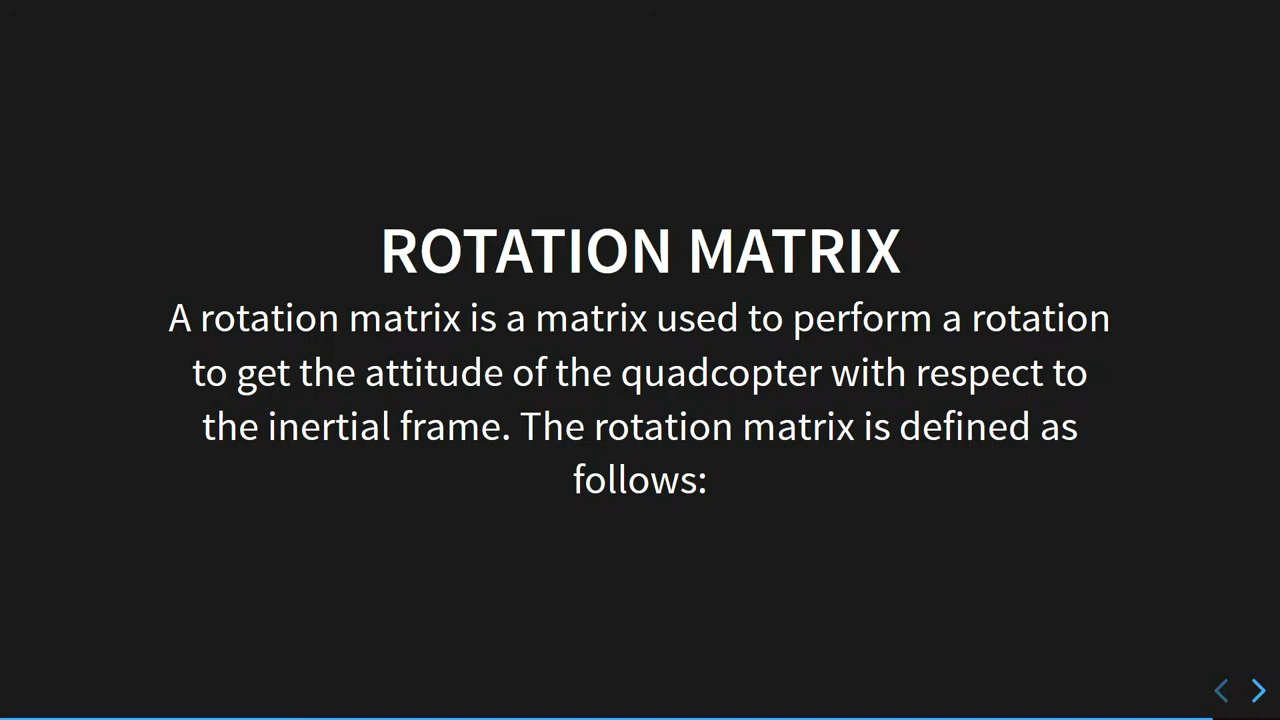 ROTATION MATRIX
A rotation matrix is a matrix used to perform a rotation
to get the attitude of the quadcopter with respect to
the inertial frame. The rotation matrix is defined as
follows: